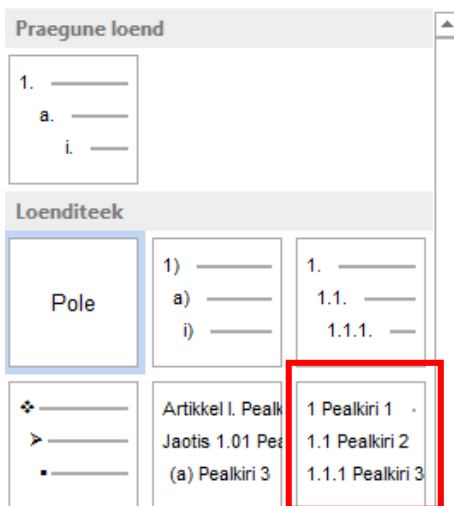 Praegune loend
1.
a.
i.
Loenditeek
Pole
1)
a)
i)
1.
1.1.
1.1.1.
Artikkel I. Pealk
Jaotis 1.01 Pea
(a) Pealkiri 3
1 Pealkiri 1
1.1 Pealkiri 2
1.1.1 Pealkiri 3